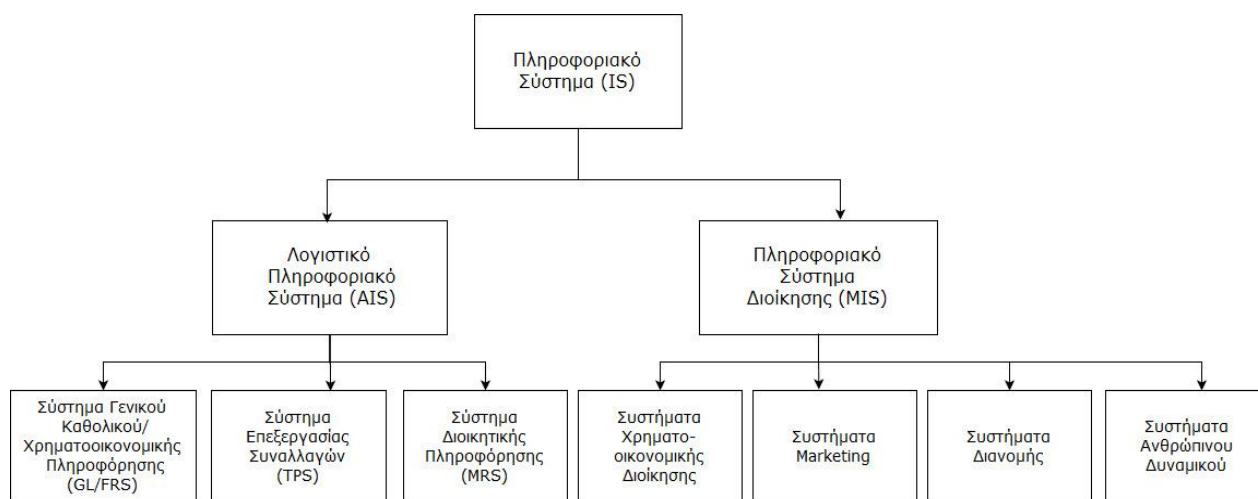 Πληροφοριακό
Σύστημα (IS)
Λογιστικό
Πληροφοριακό
Σύστημα (AIS)
Πληροφοριακό
Σύστημα
Διοίκησης (MIS)
Σύστημα Γενικού
Καθολικού/
Χρηματοοικονομικής
Πληροφόρησης
(GL/FRS)
Σύστημα
Επεξεργασίας
Συναλλαγών
(TPS)
Σύστημα
Διοικητικής
Πληροφόρησης
(MRS)
Συστήματα
Χρηματο-
οικονομικής
Διοίκησης
Συστήματα
Marketing
Συστήματα
Διανομής
Συστήματα
Ανθρώπινου
Δυναμικού